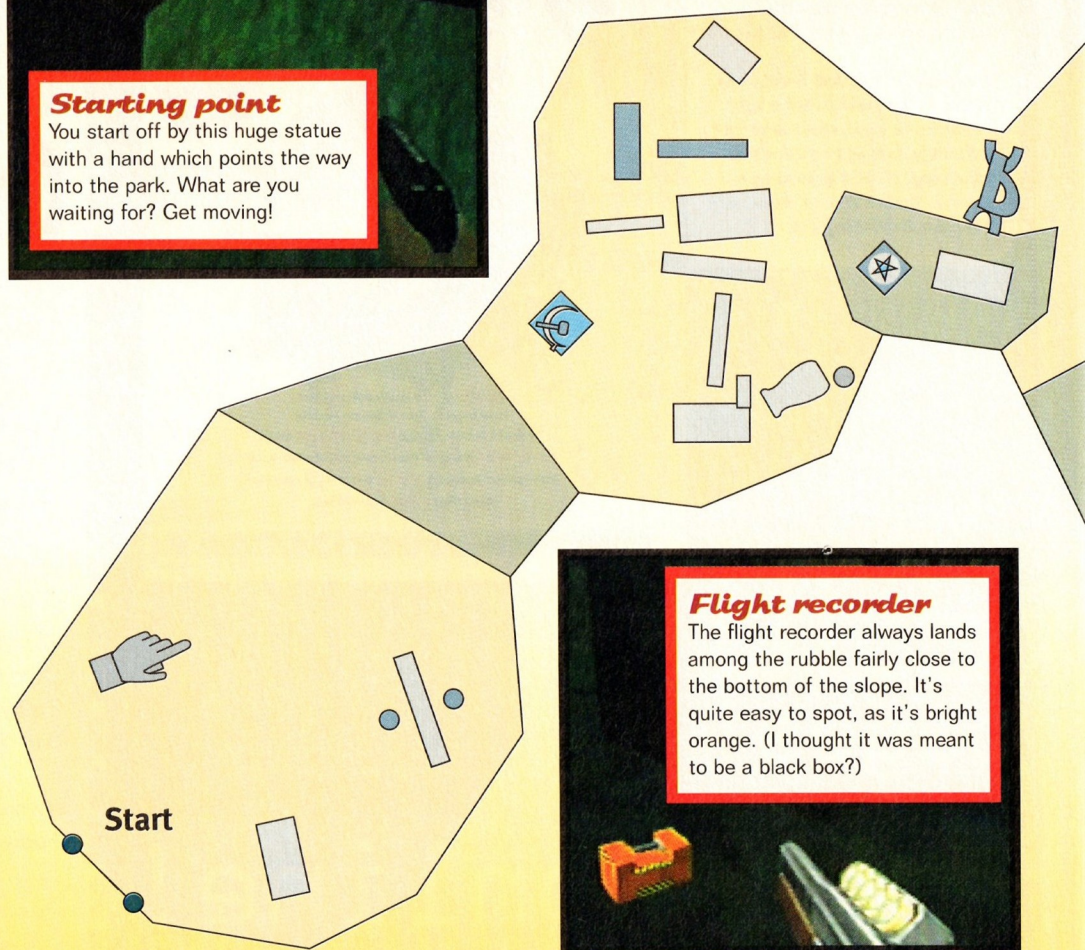 Starting point
You start off by this huge statue
with a hand which points the way
into the park. What are you
waiting for? Get moving!
Start
Flight recorder
The flight recorder always lands
among the rubble fairly close to
the bottom of the slope. It's
quite easy to spot, as it's bright
orange. (I thought it was meant
to be a black box?)